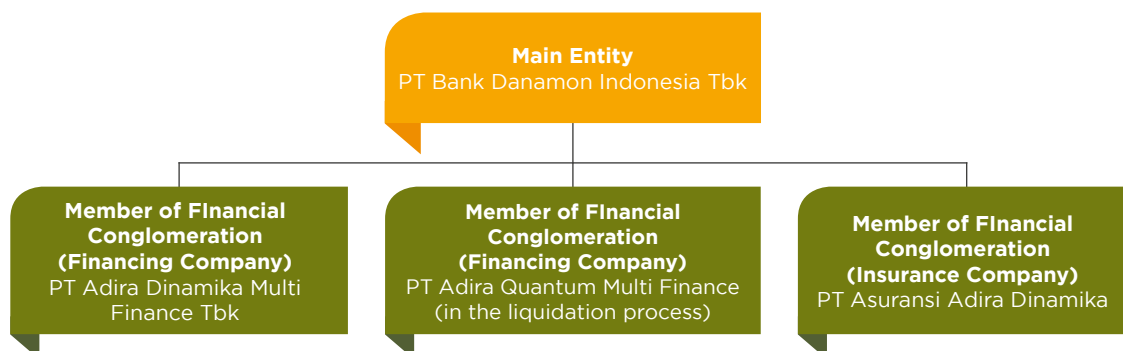 Main Entity
PT Bank Danamon Indonesia Tbk
Member of FInancial
Conglomeration
(Financing Company)
PT Adira Dinamika Multi
Finance Tbk
Member of FInancial
Conglomeration
(Financing Company)
PT Adira Quantum Multi Finance
(in the liquidation process)
Member of FInancial
Conglomeration
(Insurance Company)
PT Asuransi Adira Dinamika